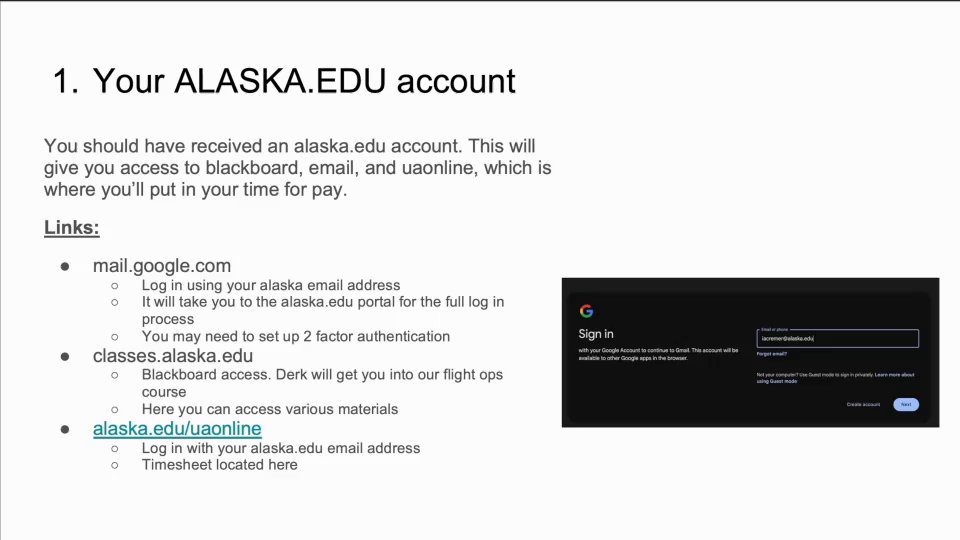 1. Your ALASKA.EDU account
You should have received an alaska.edu account. This will
give you access to blackboard, email, and uaonline, which is
where you’ll put in your time for pay.
Links:
● mail.google.com
○ Log in using your alaska email address
○ It will take you to the alaska.edu portal for the full log in
process
○ You may need to set up 2 factor authentication
● classes.alaska.edu
○ Blackboard access. Derk will get you into our flight ops
course
○ Here you can access various materials
● alaska.edu/uaonline
○ Log in with your alaska.edu email address
○ Timesheet located here
Sign in
with your Google Account to continue to Gmail. This account will be
available to other Google apps in the browser.
Email or phone
iacremer@alaska.edu
Forgot email?
Not your computer? Use Guest mode to sign in privately. Learn more about
using Guest mode
Create account
Next